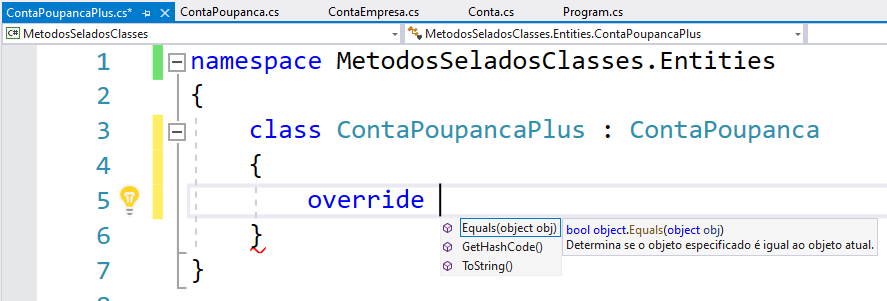 ContaPoupancaPlus.cs* ContaPoupanca.cs ContaEmpresa.cs Conta.cs Program.cs
C# MetodosSeladosClasses MetodosSeladosClasses.Entities.ContaPoupancaPlus
1 namespace MetodosSeladosClasses.Entities
2 {
3 class ContaPoupancaPlus : ContaPoupanca
4 {
5 override
Equals(object obj) bool object.Equals(object obj)
6 } GetHashCode() Determina se o objeto especificado é igual ao objeto atual.
7 } ToString()